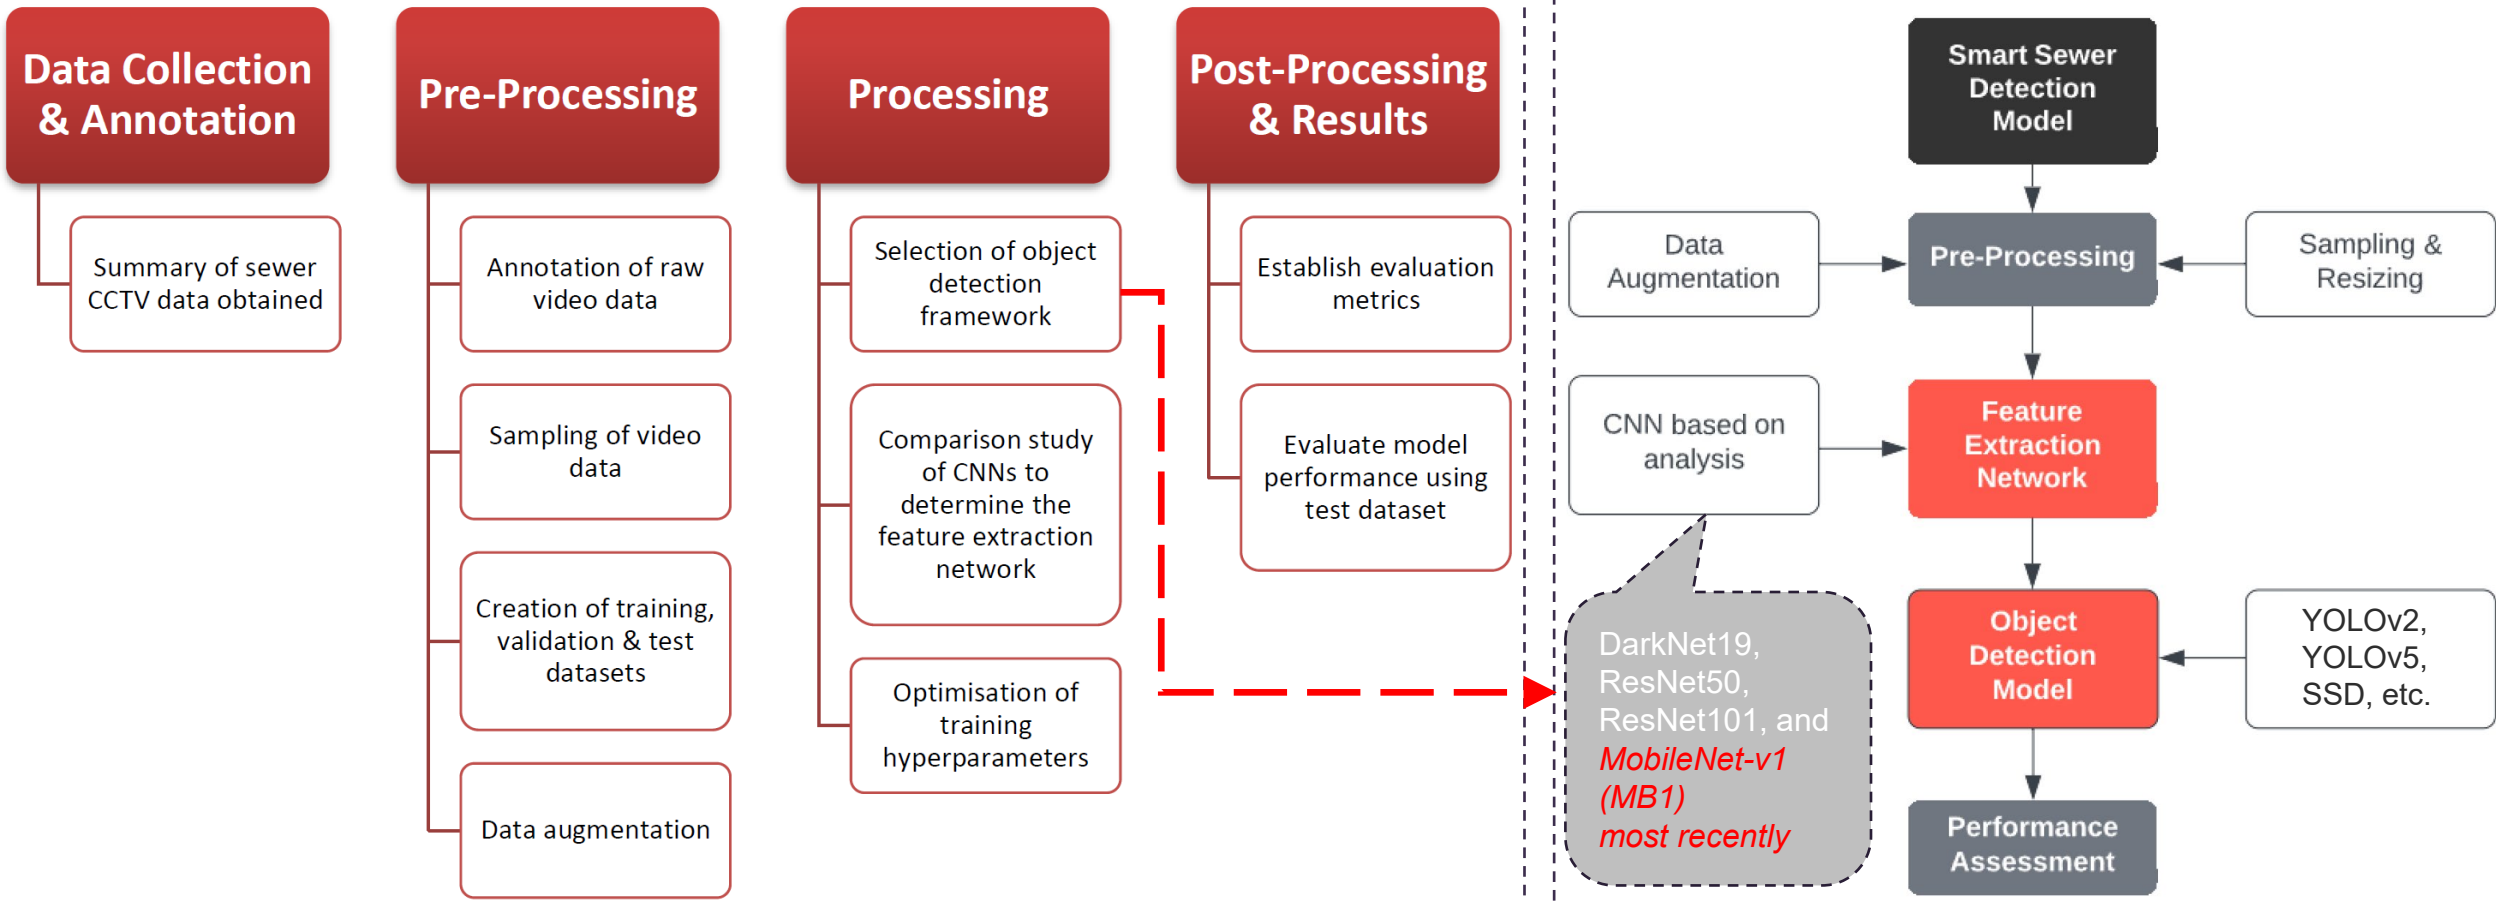 Data Collection
& Annotation
Summary of sewer
CCTV data obtained
Pre-Processing
Annotation of raw
video data
Sampling of video
data
Creation of training,
validation & test
datasets
Data augmentation
Processing
Selection of object
detection
framework
Comparison study
of CNNs to
determine the
feature extraction
network
Optimisation of
training
hyperparameters
Post-Processing
& Results
Establish evaluation
metrics
Evaluate model
performance using
test dataset
Smart Sewer
Detection
Model
Data
Augmentation
Pre-Processing
Sampling &
Resizing
CNN based on
analysis
Feature
Extraction
Network
DarkNet19,
ResNet50,
ResNet101, and
MobileNet-v1
(MB1)
most recently
Object
Detection
Model
YOLOv2,
YOLOv5,
SSD, etc.
Performance
Assessment